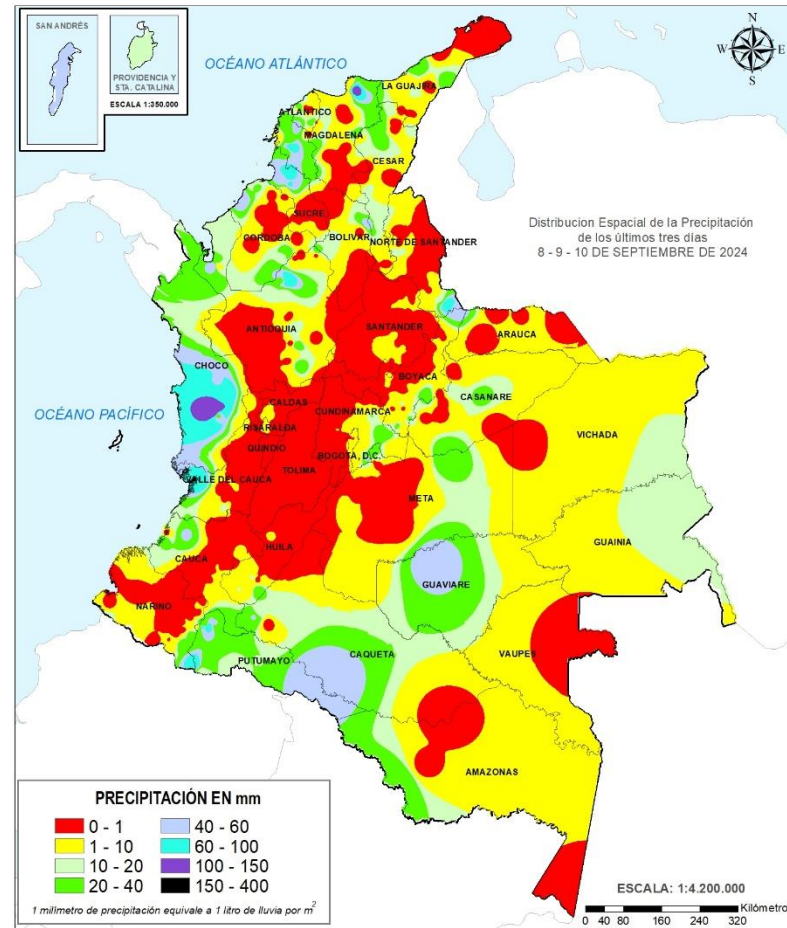 SAN ANDRÉS
PROVIDENCIA Y
STA. CATALINA
ESCALA 1:350.000
OCÉANO ATLÁNTICO
N
W E
S
LA GUAJIRA
ATLANTICO
MAGDALENA
CESAR
SUCRE
CORDOBA
BOLIVAR
NORTE DE SANTANDER
Distribucion Espacial de la Precipitación
de los últimos tres días
8 - 9 - 10 DE SEPTIEMBRE DE 2024
ANTIOQUIA
SANTANDER
ARAUCA
CHOCO
BOYACA
CASANARE
OCÉANO PACÍFICO
CALDAS
CUNDINAMARCA
RISARALDA
VICHADA
QUINDIO
BOGOTA, D.C.
TOLIMA
VALLE DEL CAUCA
META
GUAINIA
CAUCA
HUILA
GUAVIARE
NARIÑO
VAUPES
PUTUMAYO
CAQUETA
AMAZONAS
PRECIPITACIÓN EN mm
0 - 1 40 - 60
1 - 10 60 - 100
10 - 20 100 - 150
20 - 40 150 - 400
1 milímetro de precipitación equivale a 1 litro de lluvia por m2
ESCALA: 1:4.200.000
Kilómetro
0 40 80 160 240 320